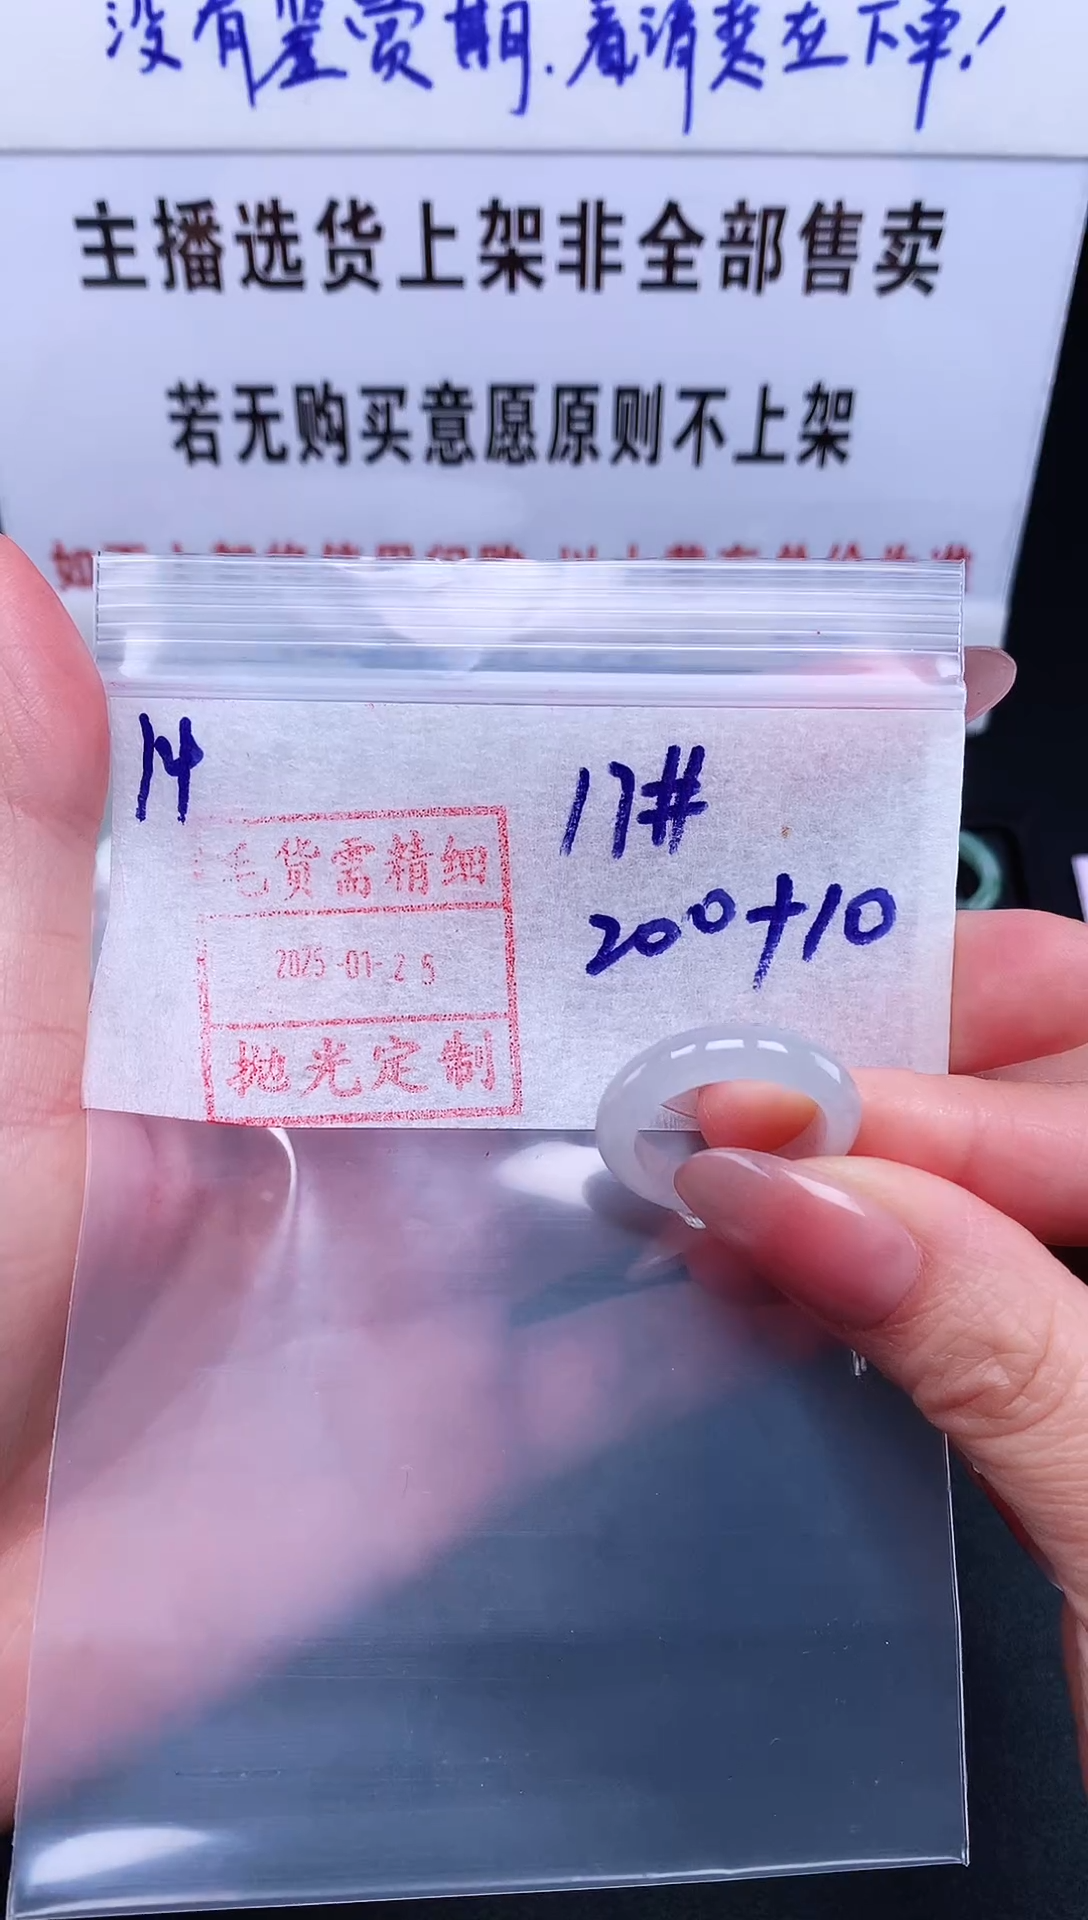 没有鉴赏期.看清楚在下单!
主播选货上架非全部售卖
若无购买意愿原则不上架
14
17#
200+10
毛货需精细
2025-01-25
抛光定制